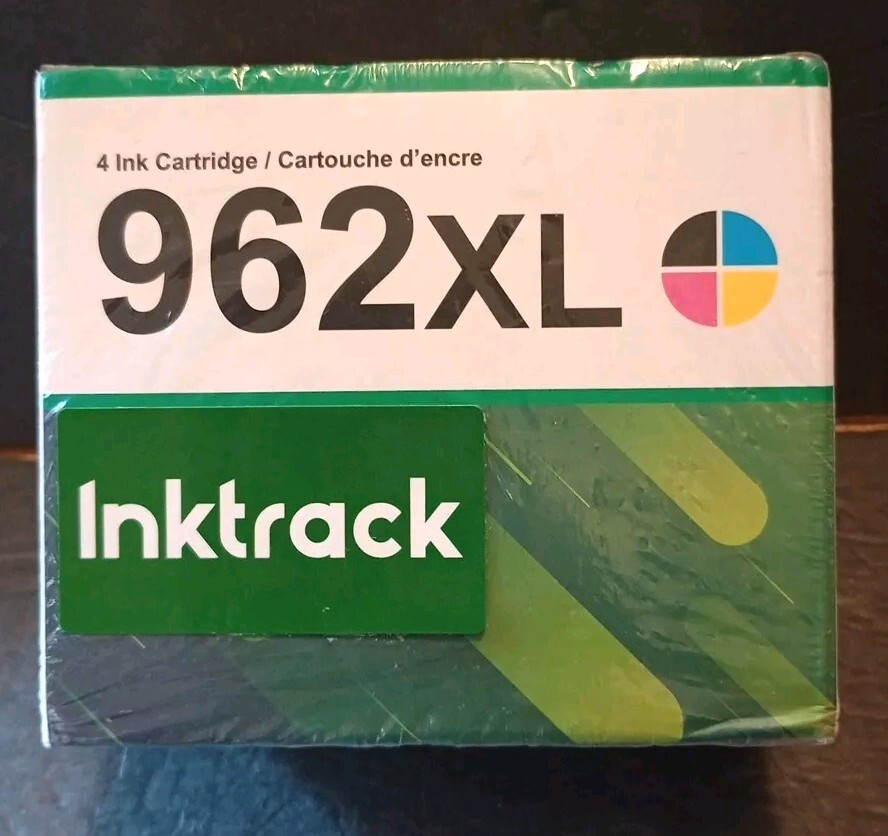 4 Ink Cartridge / Cartouche d'encre
962XL
Inktrack